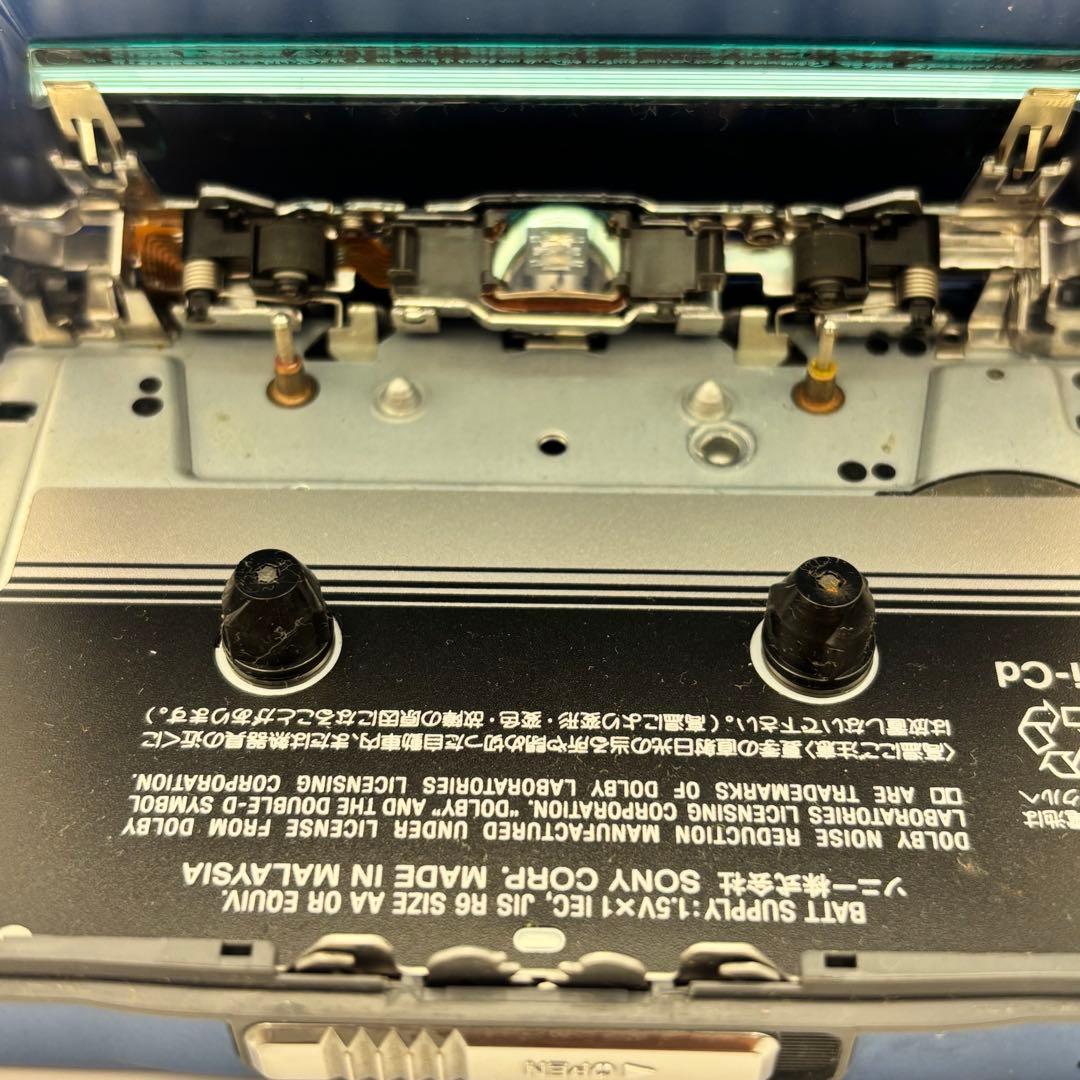 BATT SUPPLY:1.5V×1 IEC, JIS R6 SIZE AA OR EQUIV.
ソニー株式会社 SONY CORP. MADE IN MALAYSIA
DOLBY NOISE REDUCTION MANUFACTURED UNDER LICENSE FROM DOLBY
LABORATORIES LICENSING CORPORATION. "DOLBY" AND THE DOUBLE-D SYMBOL
ARE TRADEMARKS OF DOLBY LABORATORIES LICENSING CORPORATION.
〈高温にご注意〉夏季の直射日光の当る所や閉め切った自動車内、または熱器具の近くに
は放置しないで下さい。(高温により変形・変色・故障の原因になることがあります。)
電池は
クルへ
i-Cd
OPEN